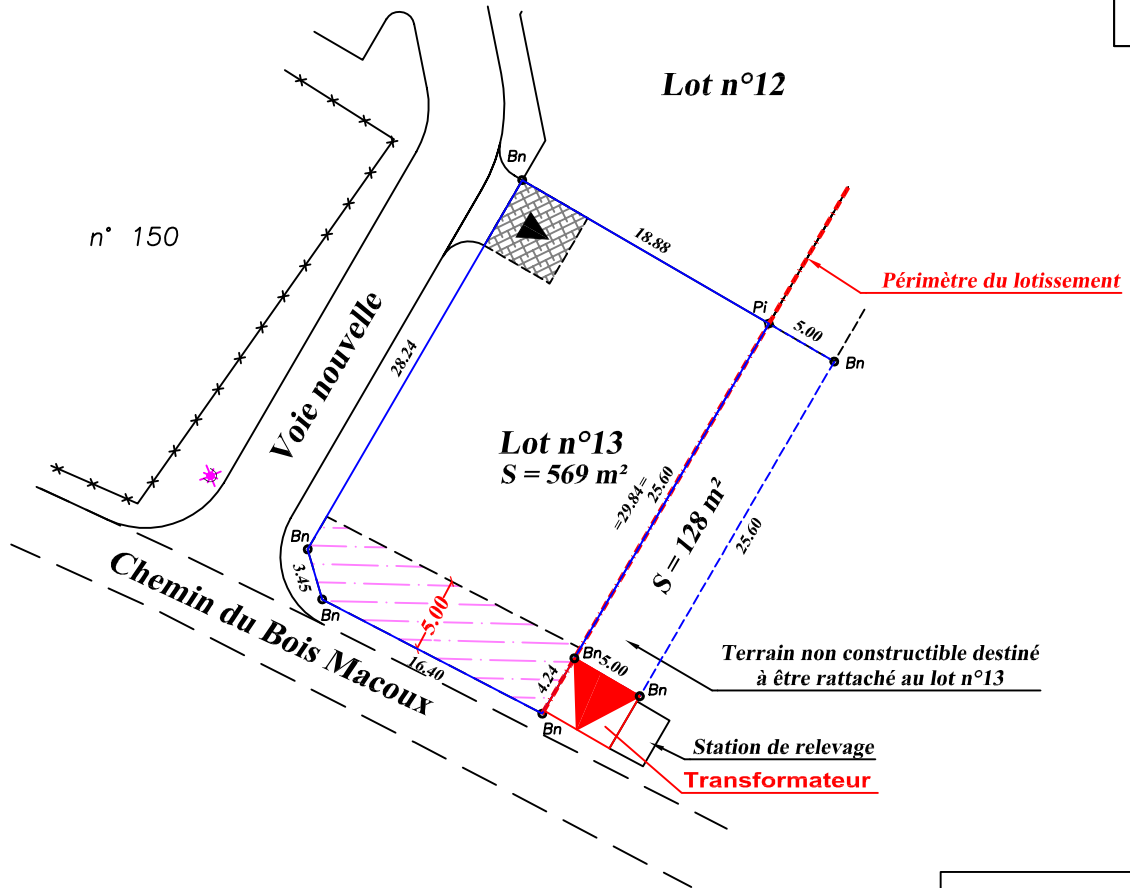 Lot n°12
Bn
n° 150
18.88
Périmètre du lotissement
Pi
5.00
Bn
Voie nouvelle
28.24
Lot n°13
S = 569 m²
=29.84=
25.60
S = 128 m²
25.60
Bn
3.45
Bn
Chemin du Bois Macoux
5.00
16.40
4.24
Bn
5.00
Bn
Bn
Terrain non constructible destiné
à être rattaché au lot n°13
Station de relevage
Transformateur